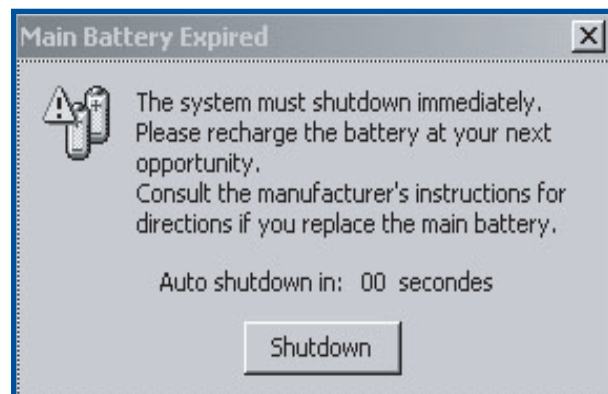 Main Battery Expired
The system must shutdown immediately.
Please recharge the battery at your next
opportunity.
Consult the manufacturer's instructions for
directions if you replace the main battery.
Auto shutdown in: 00 secondes
Shutdown